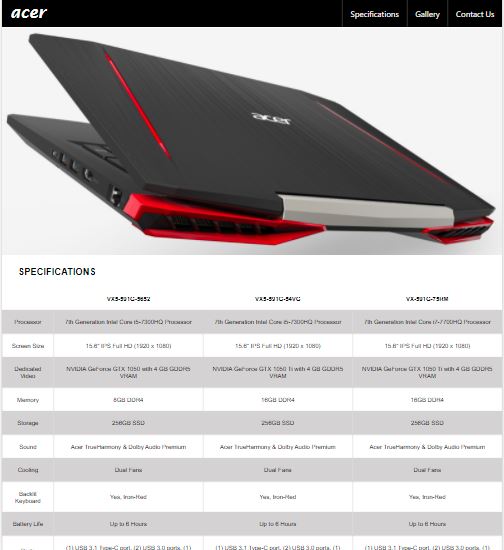 acer
Specifications Gallery Contact Us
acer
SPECIFICATIONS
VX5-591G-5652 VX5-591G-54VG VX-591G-75RM
Processor 7th Generation Intel Core i5-7300HQ Processor 7th Generation Intel Core i5-7300HQ Processor 7th Generation Intel Core i7-7700HQ Processor
Screen Size 15.6" IPS Full HD (1920 x 1080) 15.6" IPS Full HD (1920 x 1080) 15.6" IPS Full HD (1920 x 1080)
Dedicated NVIDIA GeForce GTX 1050 with 4 GB GDDR5 NVIDIA GeForce GTX 1050 Ti with 4 GB GDDR5 NVIDIA GeForce GTX 1050 Ti with 4 GB GDDR5
Video VRAM VRAM VRAM
Memory 8GB DDR4 16GB DDR4 16GB DDR4
Storage 256GB SSD 256GB SSD 256GB SSD
Sound Acer TrueHarmony & Dolby Audio Premium Acer TrueHarmony & Dolby Audio Premium Acer TrueHarmony & Dolby Audio Premium
Cooling Dual Fans Dual Fans Dual Fans
Backlit
Keyboard Yes, Iron-Red Yes, Iron-Red Yes, Iron-Red
Battery Life Up to 6 Hours Up to 6 Hours Up to 6 Hours
(1) USB 3.1 Type-C port, (2) USB 3.0 ports, (1) (1) USB 3.1 Type-C port, (2) USB 3.0 ports, (1) (1) USB 3.1 Type-C port, (2) USB 3.0 ports, (1)